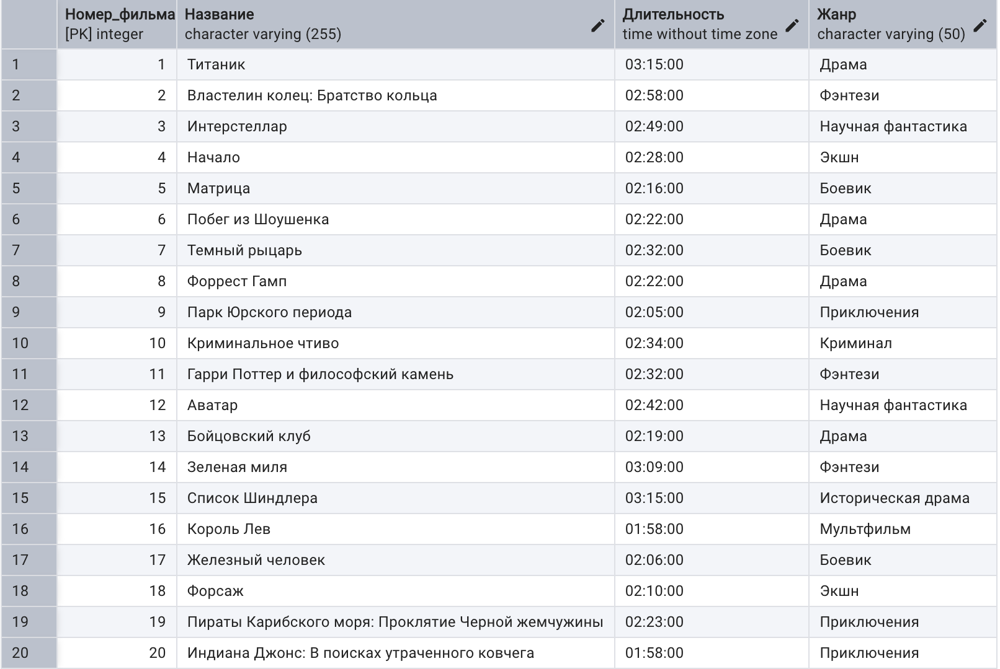 Номер_фильма Название Длительность Жанр
[PK] integer character varying (255) time without time zone character varying (50)
1 1 Титаник 03:15:00 Драма
2 2 Властелин колец: Братство кольца 02:58:00 Фэнтези
3 3 Интерстеллар 02:49:00 Научная фантастика
4 4 Начало 02:28:00 Экшн
5 5 Матрица 02:16:00 Боевик
6 6 Побег из Шоушенка 02:22:00 Драма
7 7 Темный рыцарь 02:32:00 Боевик
8 8 Форрест Гамп 02:22:00 Драма
9 9 Парк Юрского периода 02:05:00 Приключения
10 10 Криминальное чтиво 02:34:00 Криминал
11 11 Гарри Поттер и философский камень 02:32:00 Фэнтези
12 12 Аватар 02:42:00 Научная фантастика
13 13 Бойцовский клуб 02:19:00 Драма
14 14 Зеленая миля 03:09:00 Фэнтези
15 15 Список Шиндлера 03:15:00 Историческая драма
16 16 Король Лев 01:58:00 Мультфильм
17 17 Железный человек 02:06:00 Боевик
18 18 Форсаж 02:10:00 Экшн
19 19 Пираты Карибского моря: Проклятие Черной жемчужины 02:23:00 Приключения
20 20 Индиана Джонс: В поисках утраченного ковчега 01:58:00 Приключения